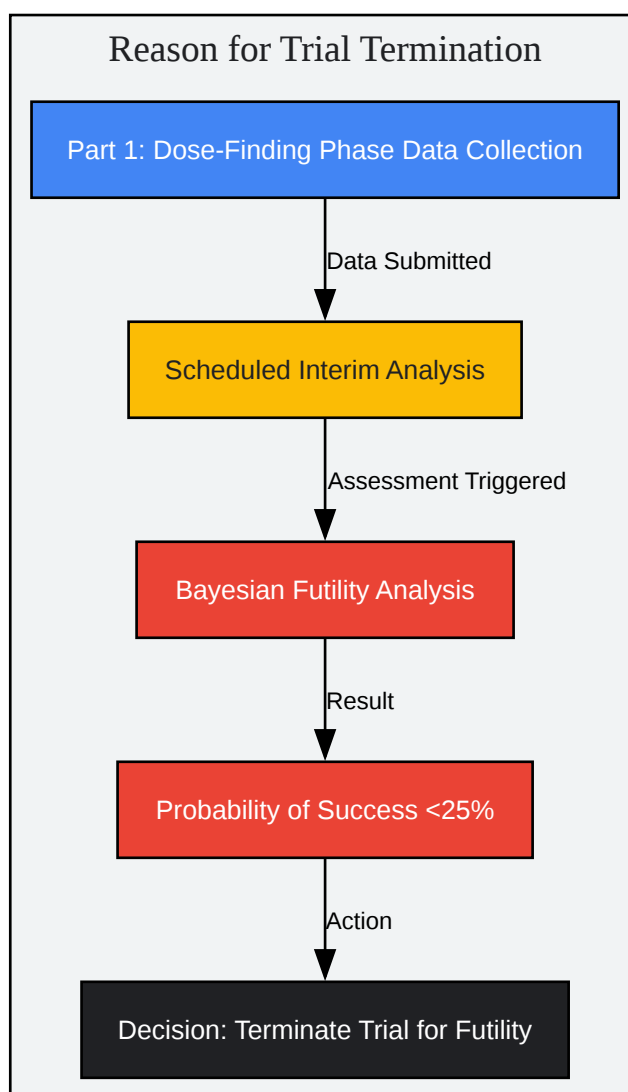 Reason for Trial Termination
Part 1: Dose-Finding Phase Data Collection
Data Submitted
Scheduled Interim Analysis
Assessment Triggered
Bayesian Futility Analysis
Result
Probability of Success <25%
Action
Decision: Terminate Trial for Futility